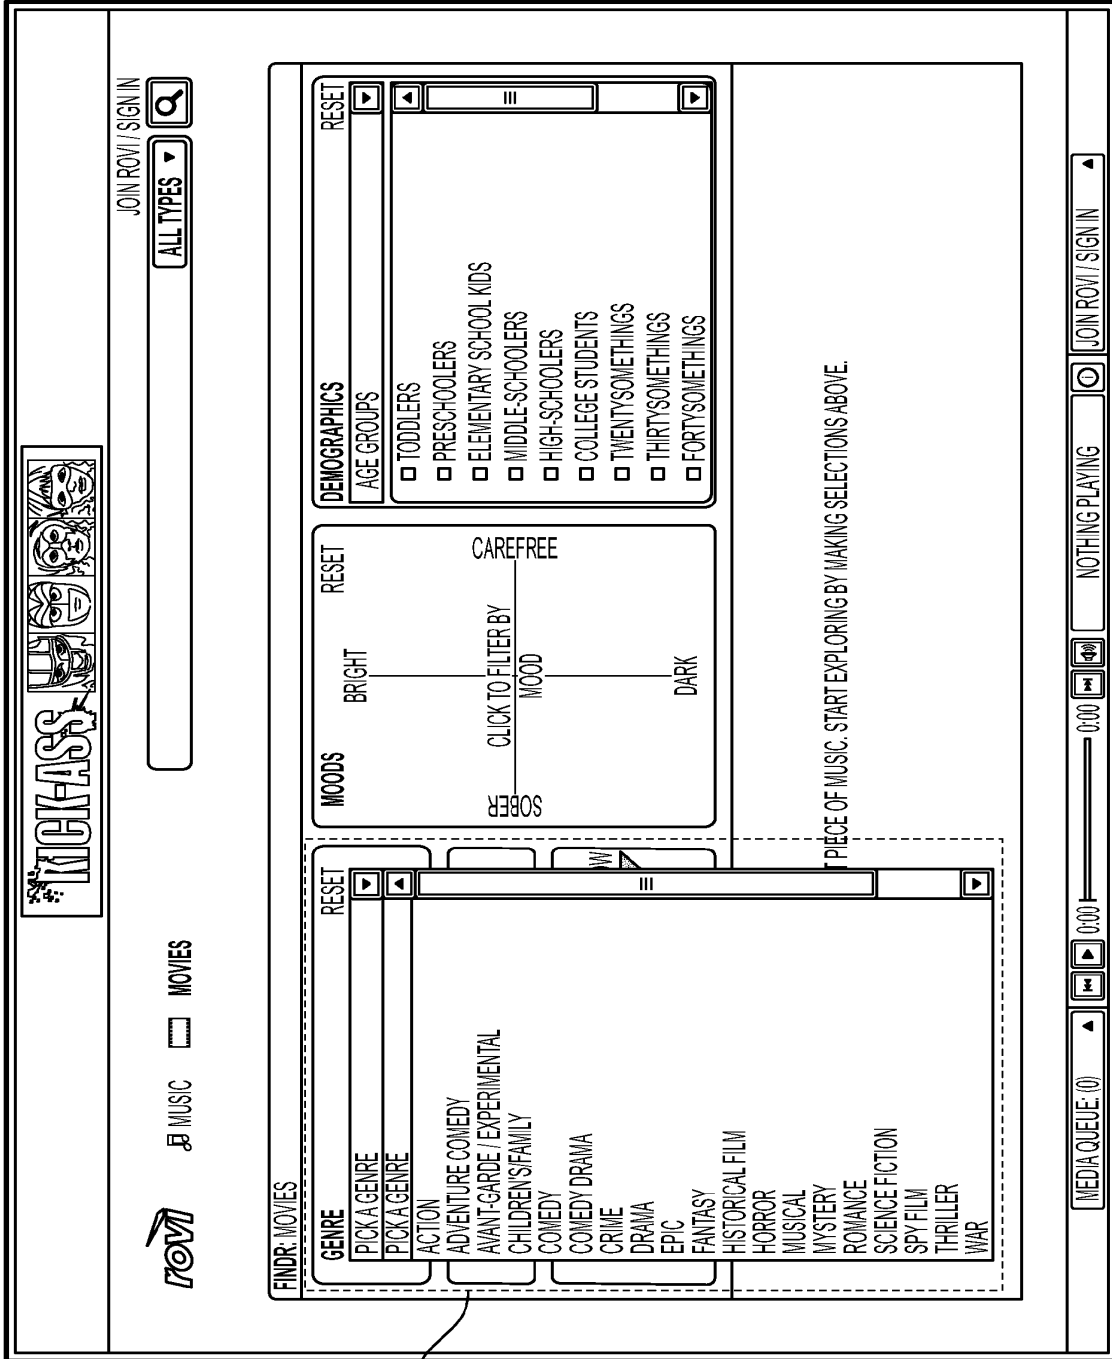 KICK-ASS
JOIN ROVI / SIGN IN
rovi
MUSIC
MOVIES
ALL TYPES
FINDR: MOVIES
GENRE
RESET
PICK A GENRE
PICK A GENRE
ACTION
ADVENTURE COMEDY
AVANT-GARDE / EXPERIMENTAL
CHILDREN'S/FAMILY
COMEDY
COMEDY DRAMA
CRIME
DRAMA
EPIC
FANTASY
HISTORICAL FILM
HORROR
MUSICAL
MYSTERY
ROMANCE
SCIENCE FICTION
SPY FILM
THRILLER
WAR
OW
MOODS
RESET
BRIGHT
SOBER
CLICK TO FILTER BY
MOOD
CAREFREE
DARK
DEMOGRAPHICS
RESET
AGE GROUPS
TODDLERS
PRESCHOOLERS
ELEMENTARY SCHOOL KIDS
MIDDLE-SCHOOLERS
HIGH-SCHOOLERS
COLLEGE STUDENTS
TWENTYSOMETHINGS
THIRTYSOMETHINGS
FORTYSOMETHINGS
T PIECE OF MUSIC. START EXPLORING BY MAKING SELECTIONS ABOVE.
MEDIA QUEUE: (0)
0:00
0:00
NOTHING PLAYING
JOIN ROVI / SIGN IN